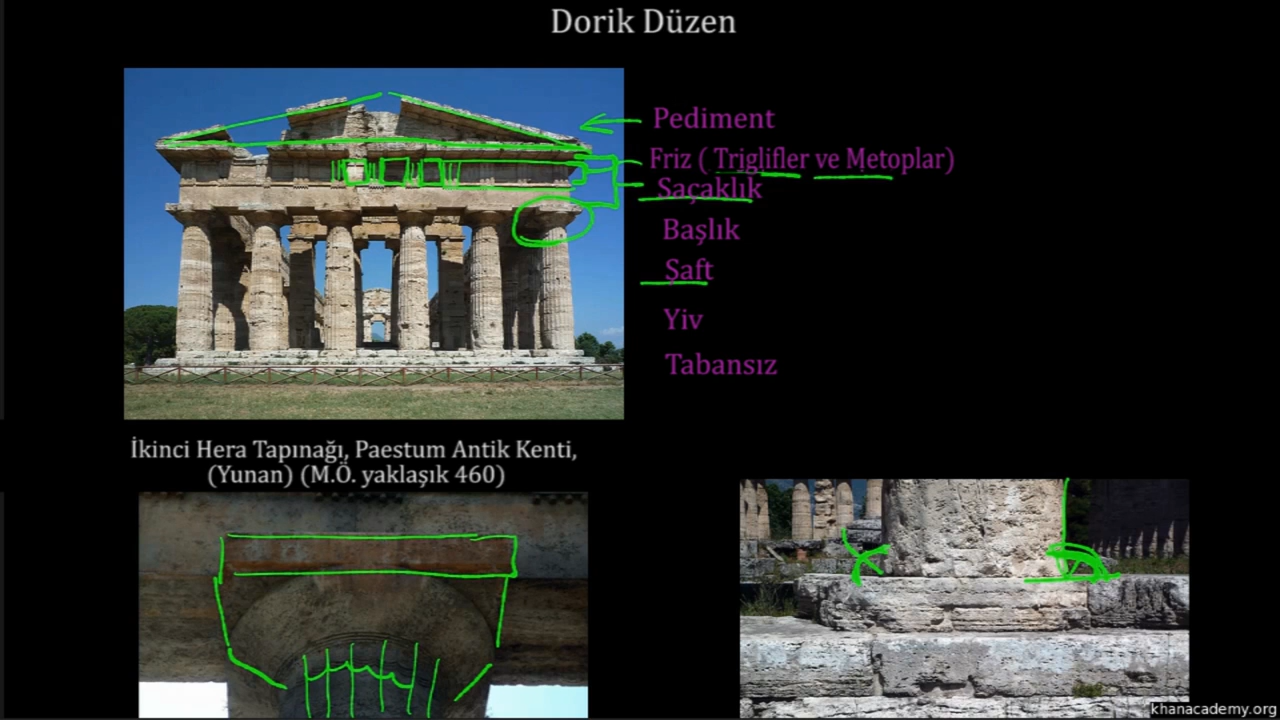 Dorik Düzen
Pediment
Friz ( Triglifler ve Metoplar)
Saçaklık
Başlık
Şaft
Yiv
Tabansız
İkinci Hera Tapınağı, Paestum Antik Kenti,
(Yunan) (M.Ö. yaklaşık 460)
khanacademy.org